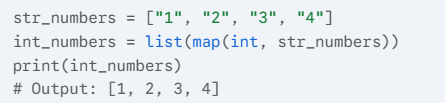 str_numbers = ["1", "2", "3", "4"]
int_numbers = list(map(int, str_numbers))
print(int_numbers)
# Output: [1, 2, 3, 4]